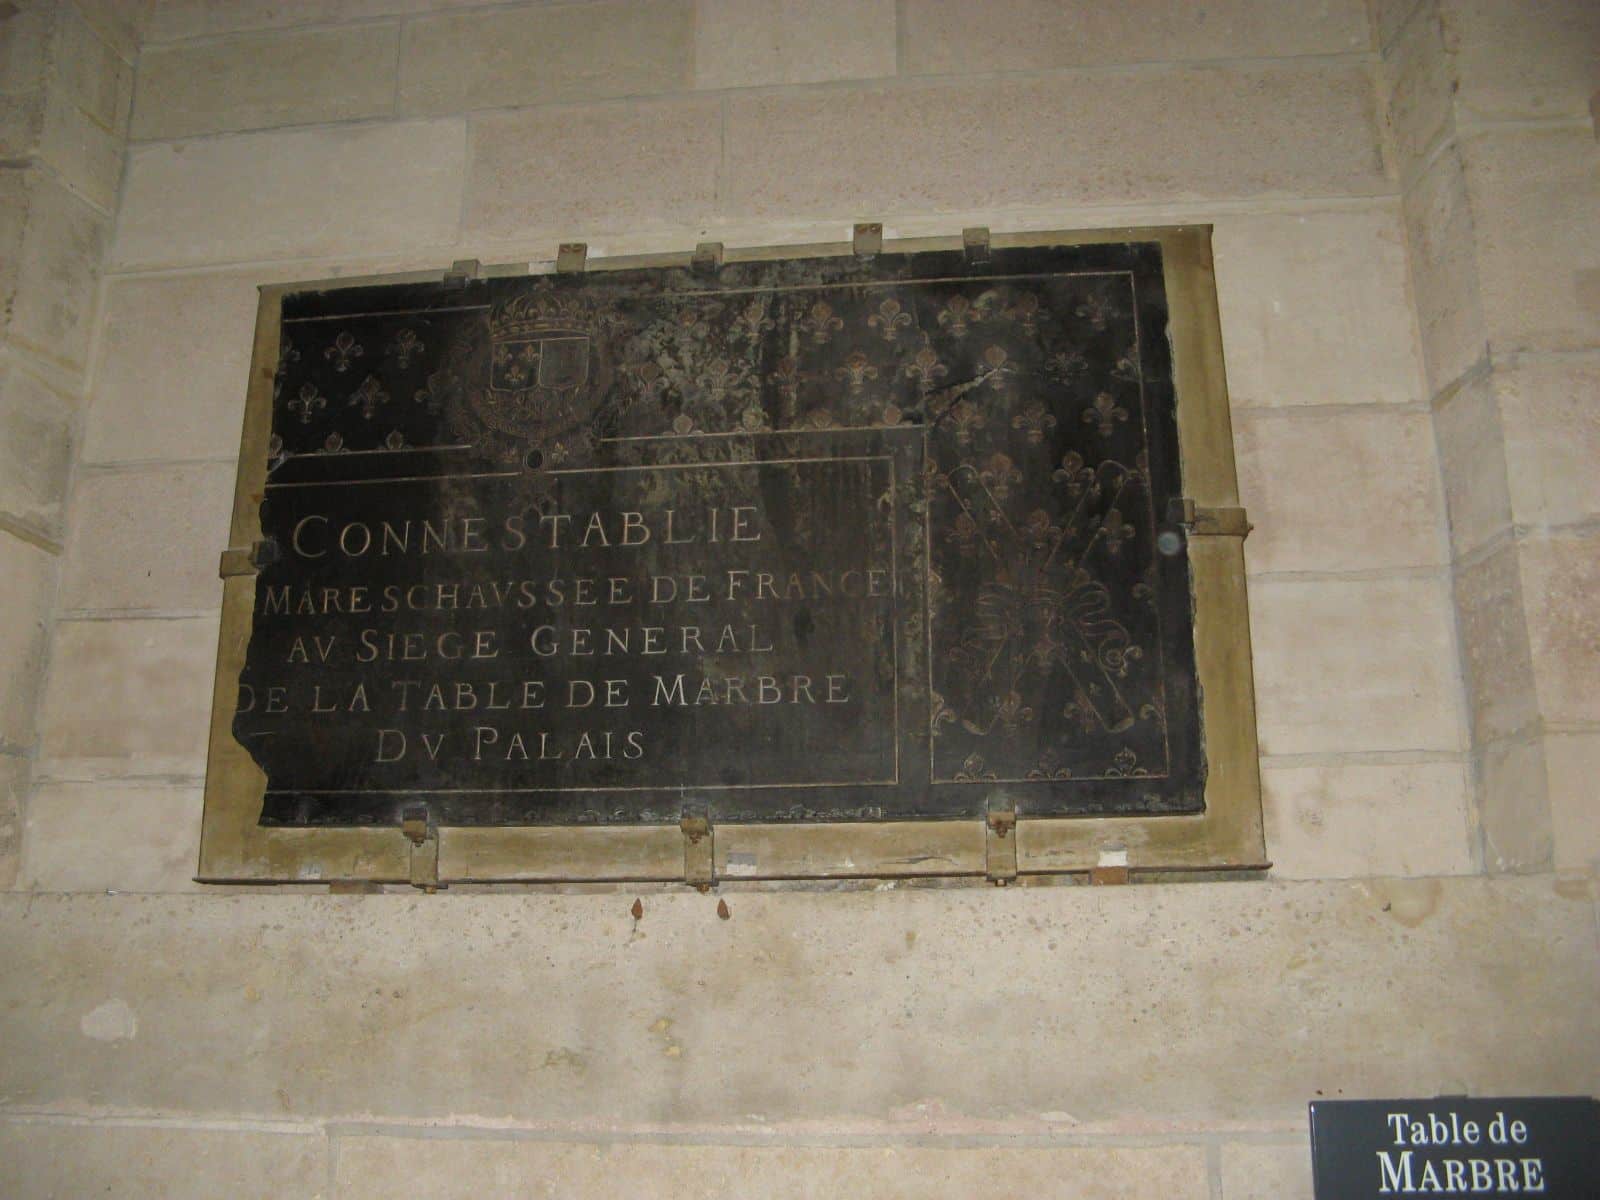 CONNESTABLIE
MARESCHAVSSEE DE FRANCE
AV SIEGE GENERAL
DE LA TABLE DE MARBRE
DV PALAIS
Table de
MARBRE